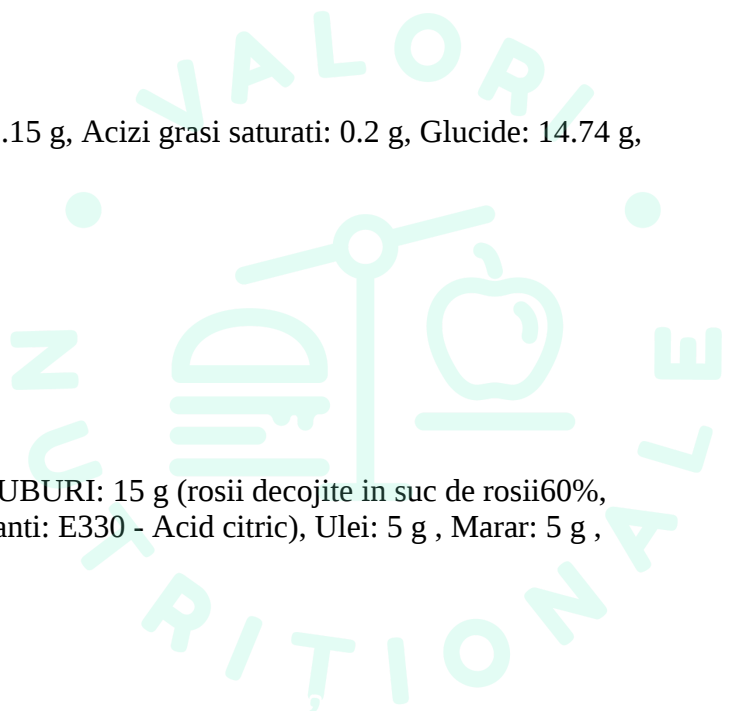 VALORI
.15 g, Acizi grasi saturati: 0.2 g, Glucide: 14.74 g,
UBURI: 15 g (rosii decojite in suc de rosii60%,
anti: E330 - Acid citric), Ulei: 5 g , Marar: 5 g ,
NUTRITIONALE